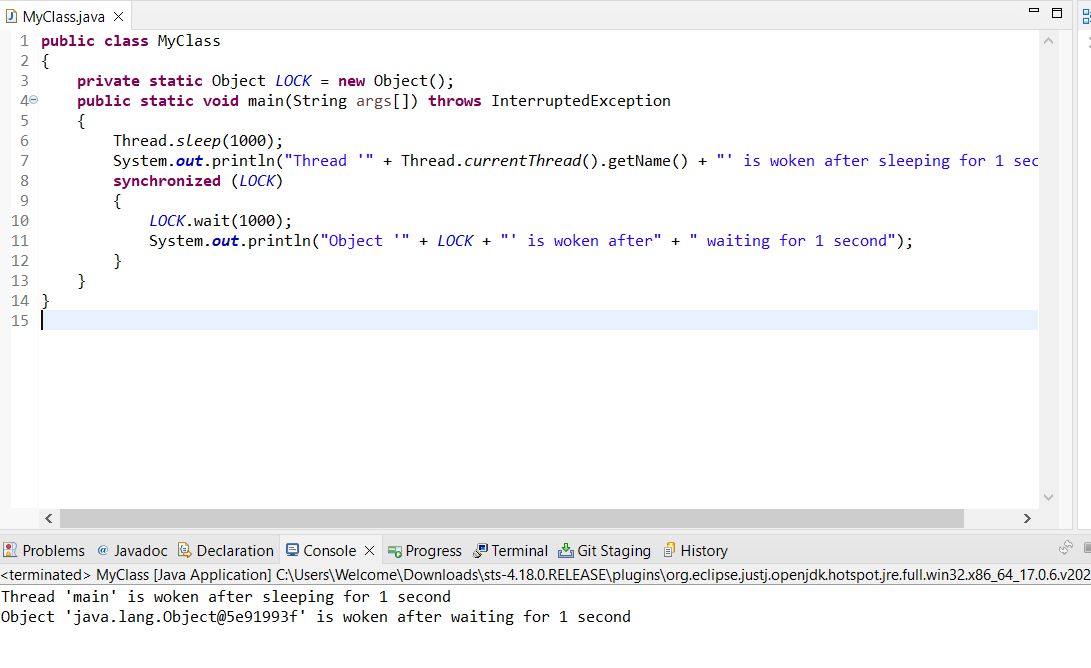 MyClass.java
1 public class MyClass
2 {
3     private static Object LOCK = new Object();
4     public static void main(String args[]) throws InterruptedException
5     {
6         Thread.sleep(1000);
7         System.out.println("Thread '" + Thread.currentThread().getName() + "' is woken after sleeping for 1 sec
8         synchronized (LOCK)
9         {
10             LOCK.wait(1000);
11             System.out.println("Object '" + LOCK + "' is woken after" + " waiting for 1 second");
12         }
13     }
14 }
15
Problems @ Javadoc Declaration Console Progress Terminal Git Staging History
<terminated> MyClass [Java Application] C:\Users\Welcome\Downloads\sts-4.18.0.RELEASE\plugins\org.eclipse.justj.openjdk.hotspot.jre.full.win32.x86_64_17.0.6.v202
Thread 'main' is woken after sleeping for 1 second
Object 'java.lang.Object@5e91993f' is woken after waiting for 1 second